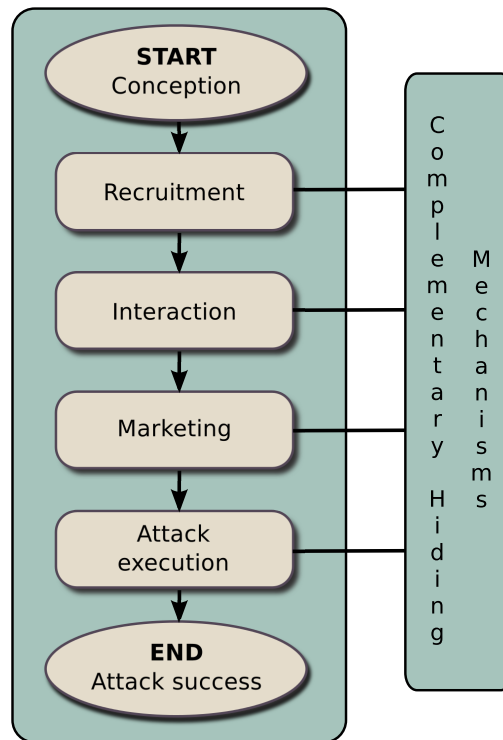 START
Conception
Recruitment
Interaction
Marketing
Attack
execution
END
Attack success
Complementary Hiding
Mechanisms